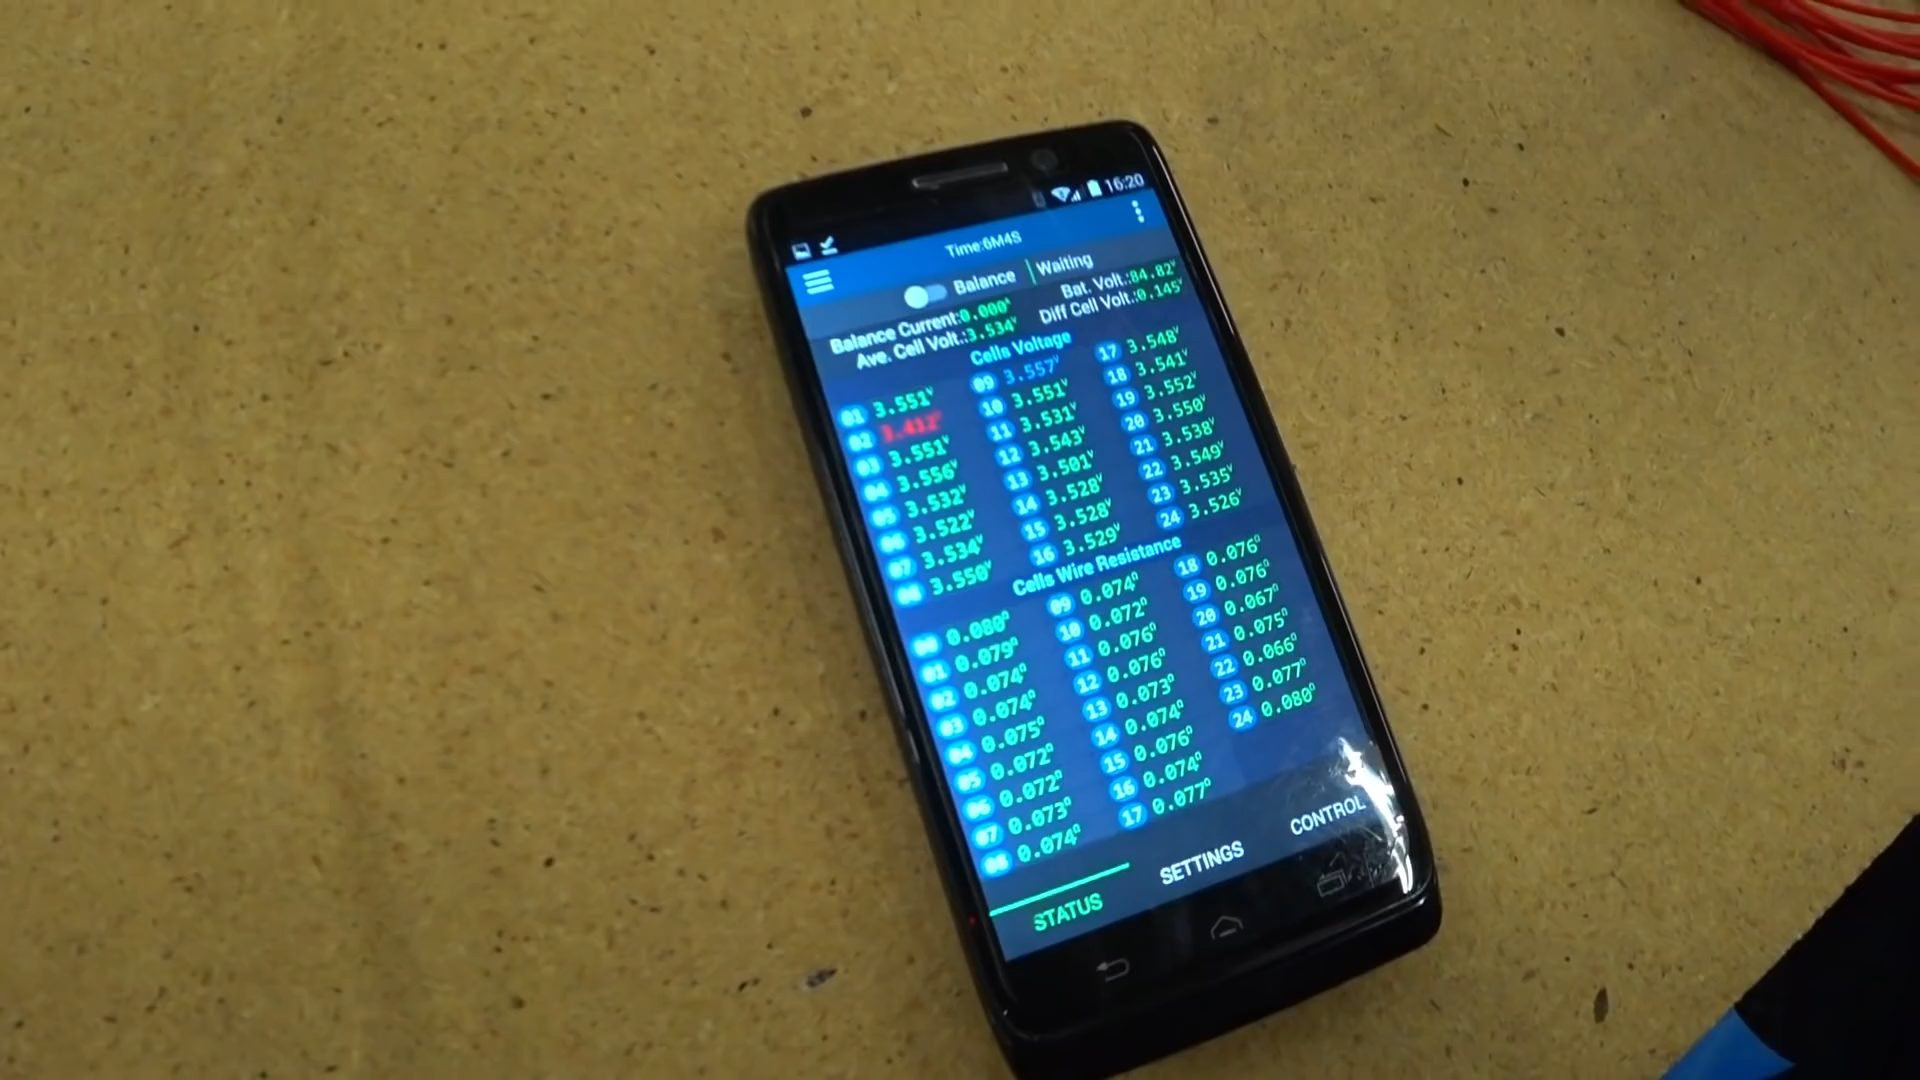 16:20
Time:6M4S
Balance Waiting
Balance Current:0.000A Bat. Volt.:84.82V
Ave. Cell Volt.:3.534V Diff Cell Volt.:0.145V
Cells Voltage
01 3.551V
02 3.412V
03 3.551V
04 3.556V
05 3.532V
06 3.522V
07 3.534V
08 3.550V
09 3.557V
10 3.551V
11 3.531V
12 3.543V
13 3.501V
14 3.528V
15 3.528V
16 3.529V
17 3.548V
18 3.541V
19 3.552V
20 3.550V
21 3.538V
22 3.549V
23 3.535V
24 3.526V
Cells Wire Resistance
00 0.080Ω
01 0.079Ω
02 0.074Ω
03 0.074Ω
04 0.075Ω
05 0.072Ω
06 0.072Ω
07 0.073Ω
08 0.074Ω
09 0.074Ω
10 0.072Ω
11 0.076Ω
12 0.076Ω
13 0.073Ω
14 0.074Ω
15 0.076Ω
16 0.074Ω
17 0.077Ω
18 0.076Ω
19 0.076Ω
20 0.067Ω
21 0.075Ω
22 0.066Ω
23 0.077Ω
24 0.080Ω
STATUS SETTINGS CONTROL